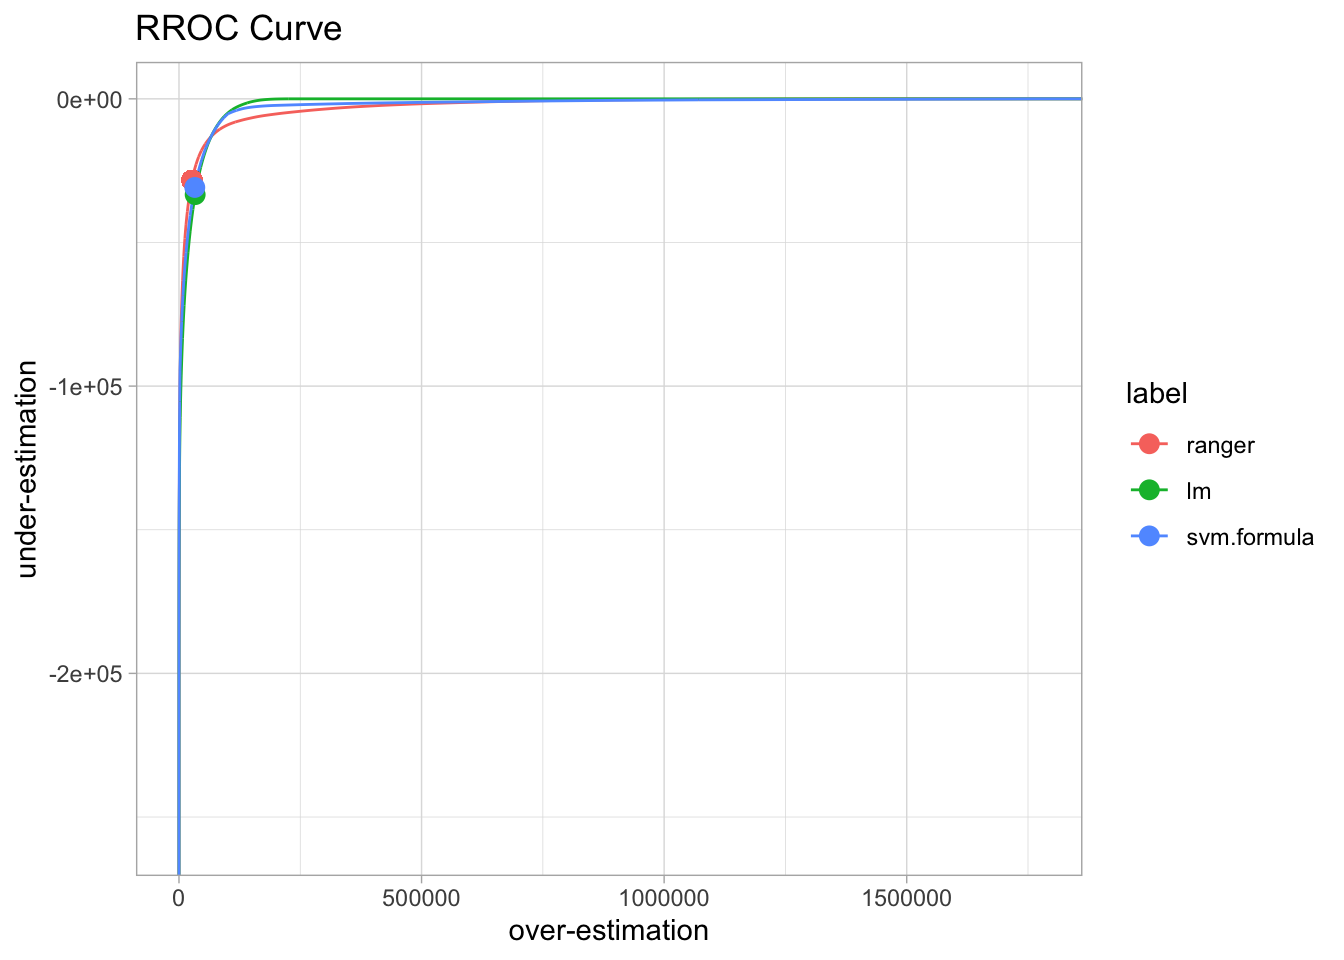 RROC Curve
0e+00
-1e+05
-2e+05
under-estimation
0
500000
1000000
1500000
over-estimation
label
ranger
lm
svm.formula